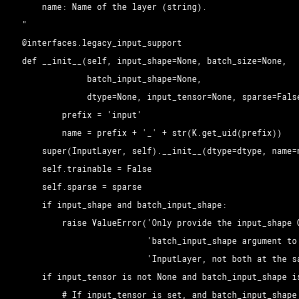 name: Name of the layer (string).
"
@interfaces.legacy_input_support
def __init__(self, input_shape=None, batch_size=None,
batch_input_shape=None,
dtype=None, input_tensor=None, sparse=False
prefix = 'input'
name = prefix + '_' + str(K.get_uid(prefix))
super(InputLayer, self).__init__(dtype=dtype, name=n
self.trainable = False
self.sparse = sparse
if input_shape and batch_input_shape:
raise ValueError('Only provide the input_shape O
'batch_input_shape argument to
'InputLayer, not both at the sa
if input_tensor is not None and batch_input_shape is
# If input_tensor is set, and batch_input_shape